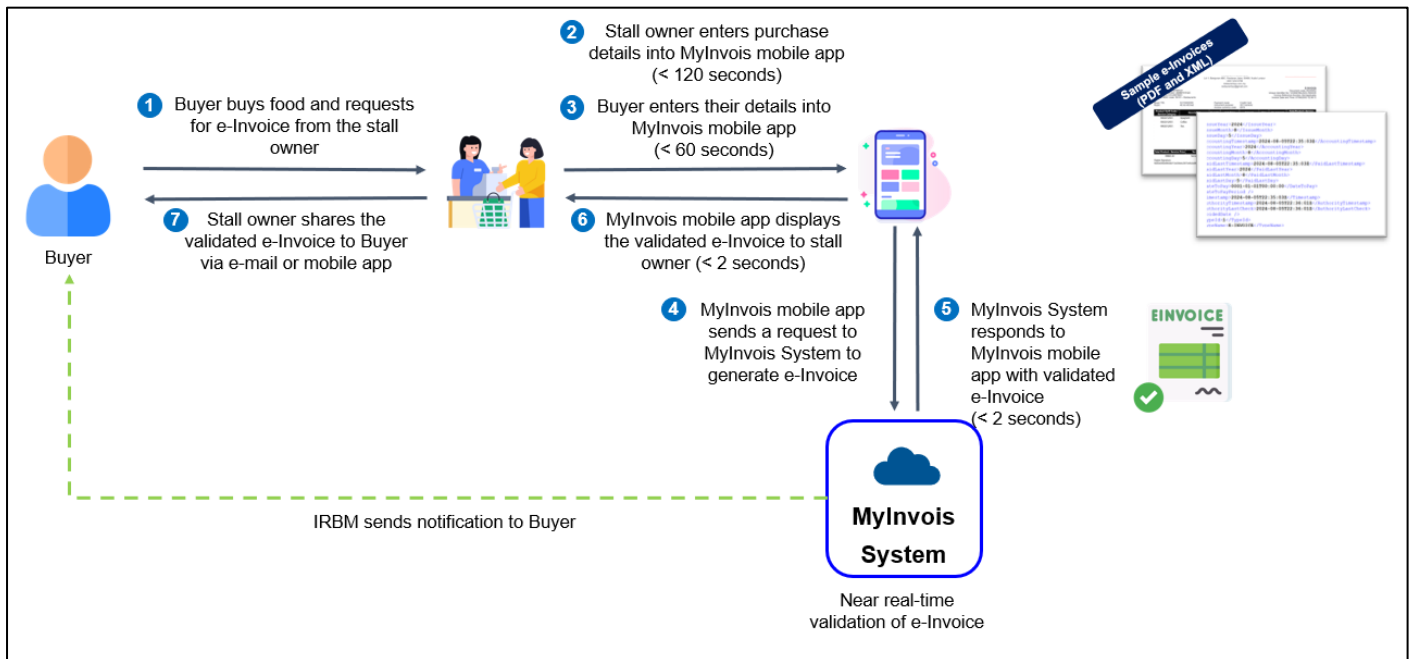 2 Stall owner enters purchase
details into MyInvois mobile app
(< 120 seconds)
Sample e-Invoices
(PDF and XML)
1 Buyer buys food and requests
for e-Invoice from the stall
owner
3 Buyer enters their details into
MyInvois mobile app
(< 60 seconds)
7 Stall owner shares the
validated e-Invoice to Buyer
via e-mail or mobile app
6 MyInvois mobile app displays
the validated e-Invoice to stall
owner (< 2 seconds)
Buyer
4 MyInvois mobile app
sends a request to
MyInvois System to
generate e-Invoice
5 MyInvois System
responds to
MyInvois mobile
app with validated
e-Invoice
(< 2 seconds)
EINVOICE
IRBM sends notification to Buyer
MyInvois
System
Near real-time
validation of e-Invoice